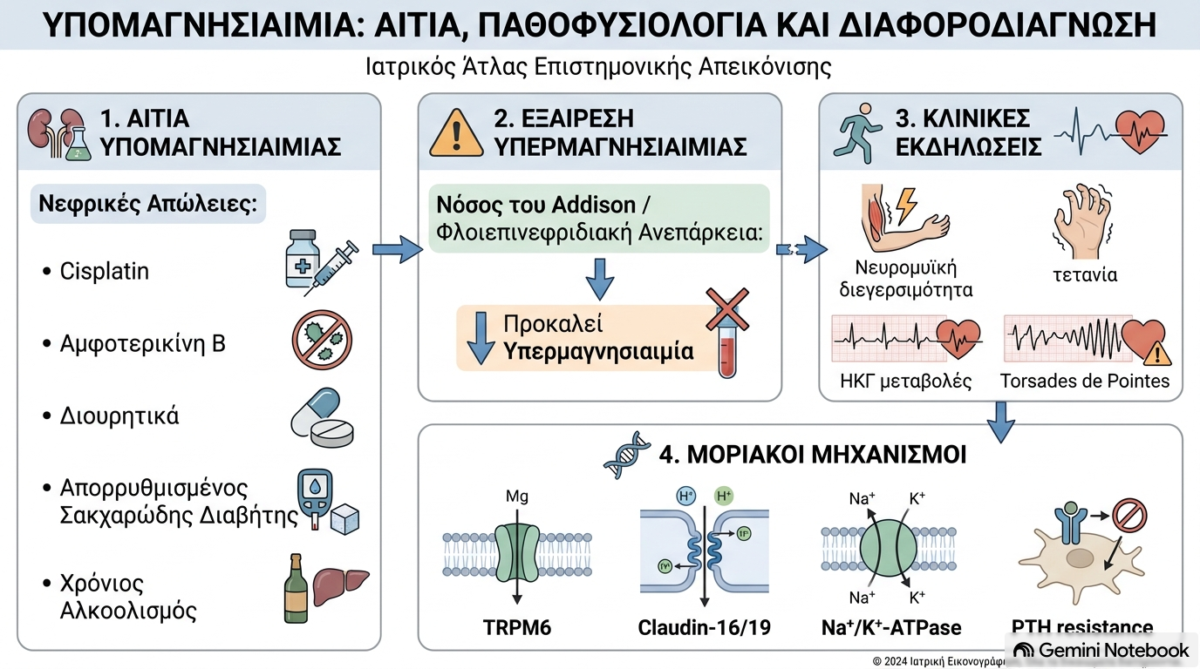 ΥΠΟΜΑΓΝΗΣΙΑΙΜΙΑ: ΑΙΤΙΑ, ΠΑΘΟΦΥΣΙΟΛΟΓΙΑ ΚΑΙ ΔΙΑΦΟΡΟΔΙΑΓΝΩΣΗ
Ιατρικός Άτλας Επιστημονικής Απεικόνισης
1. ΑΙΤΙΑ
ΥΠΟΜΑΓΝΗΣΙΑΙΜΙΑΣ
Νεφρικές Απώλειες:
• Cisplatin
• Αμφοτερικίνη Β
• Διουρητικά
• Απορρυθμισμένος
Σακχαρώδης Διαβήτης
• Χρόνιος
Αλκοολισμός
2. ΕΞΑΙΡΕΣΗ
ΥΠΕΡΜΑΓΝΗΣΙΑΙΜΙΑΣ
Νόσος του Addison /
Φλοιεπινεφριδιακή Ανεπάρκεια:
Προκαλεί
Υπερμαγνησιαιμία
3. ΚΛΙΝΙΚΕΣ
ΕΚΔΗΛΩΣΕΙΣ
Νευρομυϊκή
διεγερσιμότητα
τετανία
ΗΚΓ μεταβολές
Torsades de Pointes
4. ΜΟΡΙΑΚΟΙ ΜΗΧΑΝΙΣΜΟΙ
Mg
TRPM6
H⁺ H⁺
Claudin-16/19
Na⁺ K⁺
Na⁺ K⁺
Na⁺/K⁺-ATPase
PTH resistance
Gemini Notebook
© 2024 Ιατρική Εικονογράφη